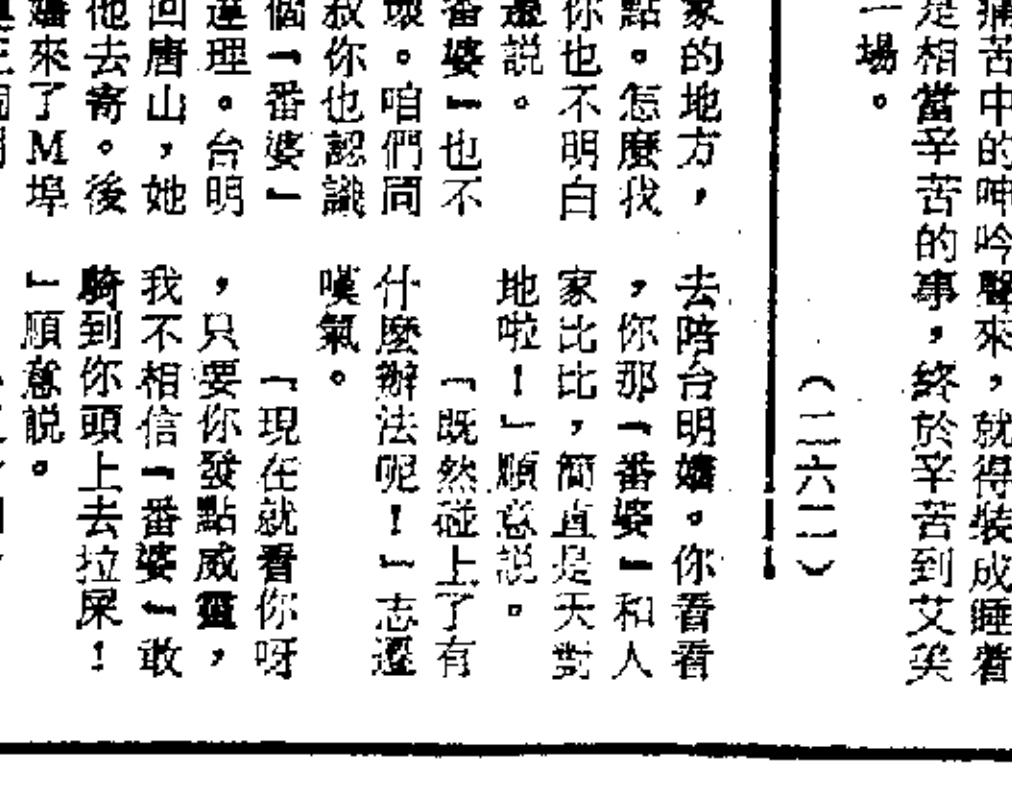 痛苦中的呻吟聲來，就得裝成睡着
是相當辛苦的事，終於辛苦到艾奚
一場。
（二六二）
家的地方，
點。怎麼我
你也不明白
說。
番婆」也不
壞。咱們同
叔你也認識
個「番婆」
違理。台明
回唐山，她
他去寄。後
嬸來了M埠
去陪台明嬸。你看看
，你那「番婆」和人
家比比，簡直是天對
地啦！」順意説。
「既然碰上了有
什麼辦法呢！」志遷
嘆氣。
「現在就看你呀
，只要你發點威靈，
我不相信「番婆」敢
騎到你頭上去拉屎！
」順意説。